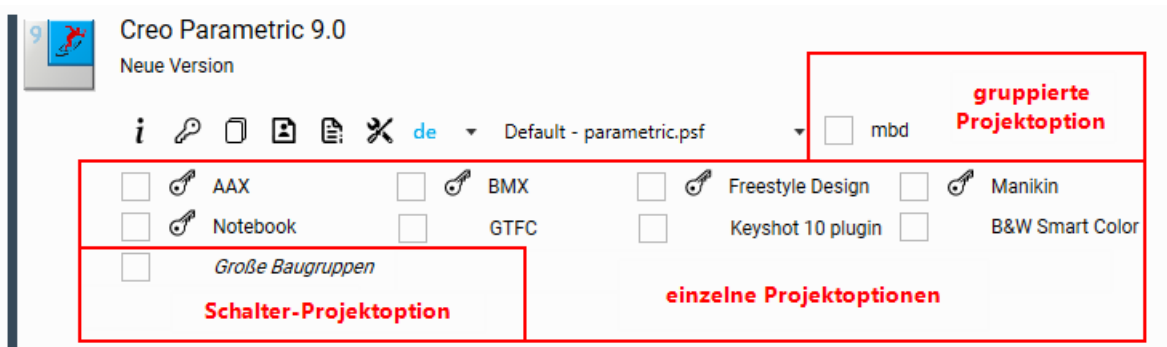 9
Creo Parametric 9.0
Neue Version
gruppierte
Projektoption
i de Default - parametric.psf mbd
AAX BMX Freestyle Design Manikin
Notebook GTFC Keyshot 10 plugin B&W Smart Color
Große Baugruppen
Schalter-Projektoption
einzelne Projektoptionen